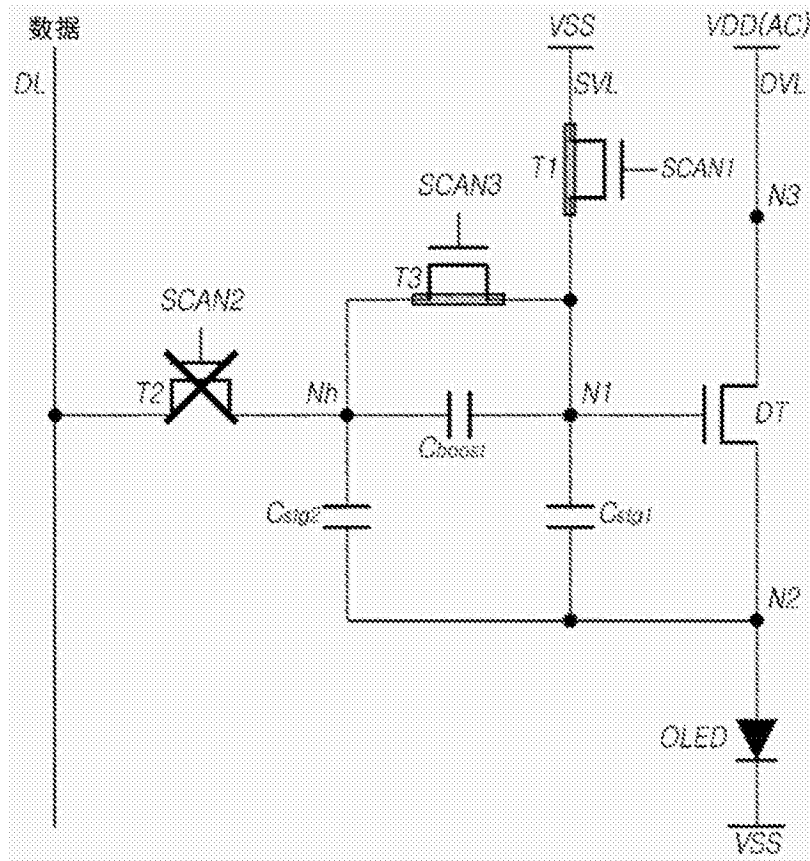 数据
VSS
VDD(AC)
DL
SVL
DVL
T1
SCAN1
SCAN3
N3
T3
SCAN2
T2
Nh
N1
DT
Cboost
Cstg2
Cstg1
N2
OLED
VSS